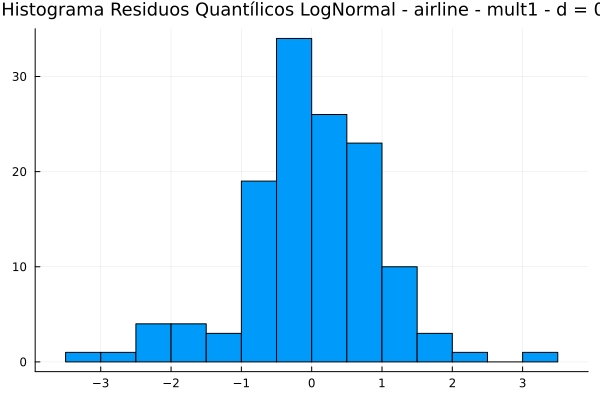 Histograma Residuos Quantílicos LogNormal - airline - mult1 - d = 0
30
20
10
0
−3 −2 −1 0 1 2 3